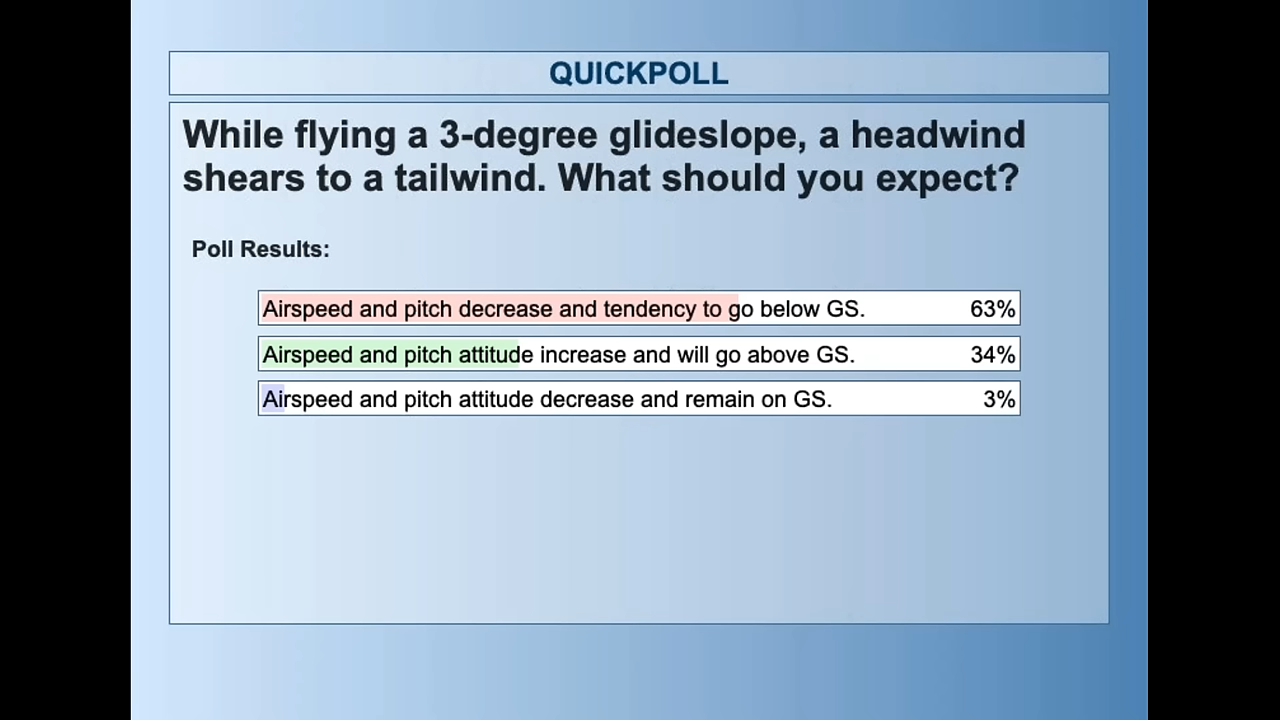 QUICKPOLL
While flying a 3-degree glideslope, a headwind
shears to a tailwind. What should you expect?
Poll Results:
Airspeed and pitch decrease and tendency to go below GS. 63%
Airspeed and pitch attitude increase and will go above GS. 34%
Airspeed and pitch attitude decrease and remain on GS. 3%